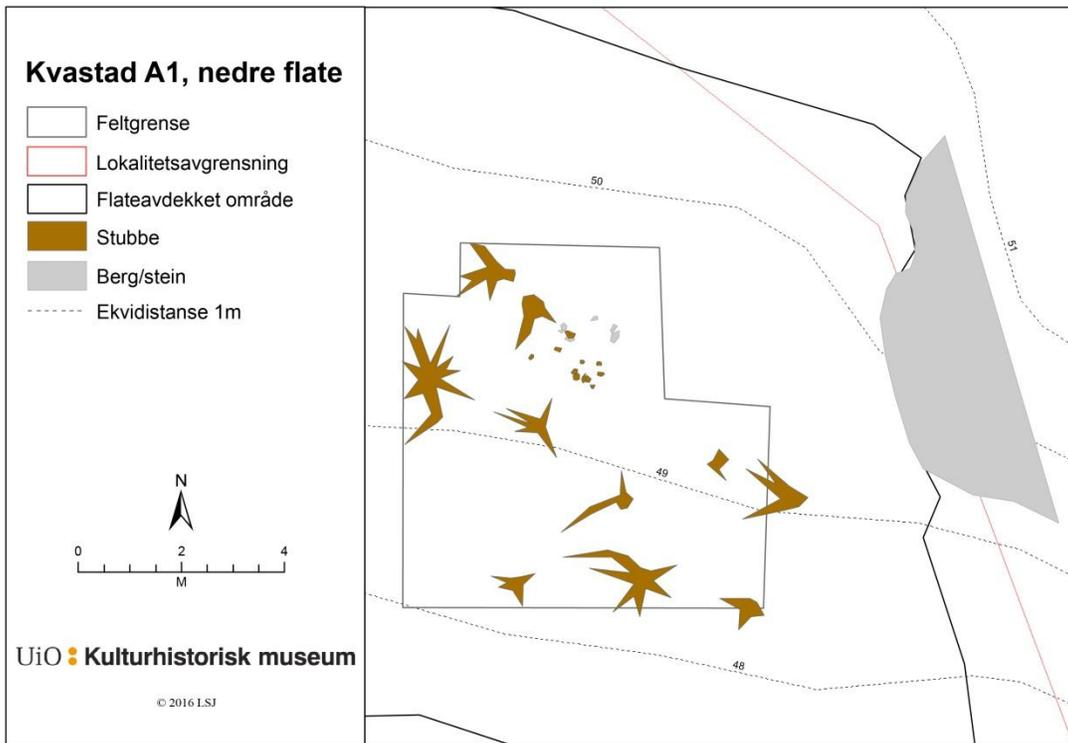 Kvastad A1, nedre flate
Feltgrense
Lokalitetsavgrensning
Flateavdekket område
Stubbe
Berg/stein
Ekvidistanse 1m
N
0 2 4
M
UiO : Kulturhistorisk museum
© 2016 LSJ
50
51
49
48